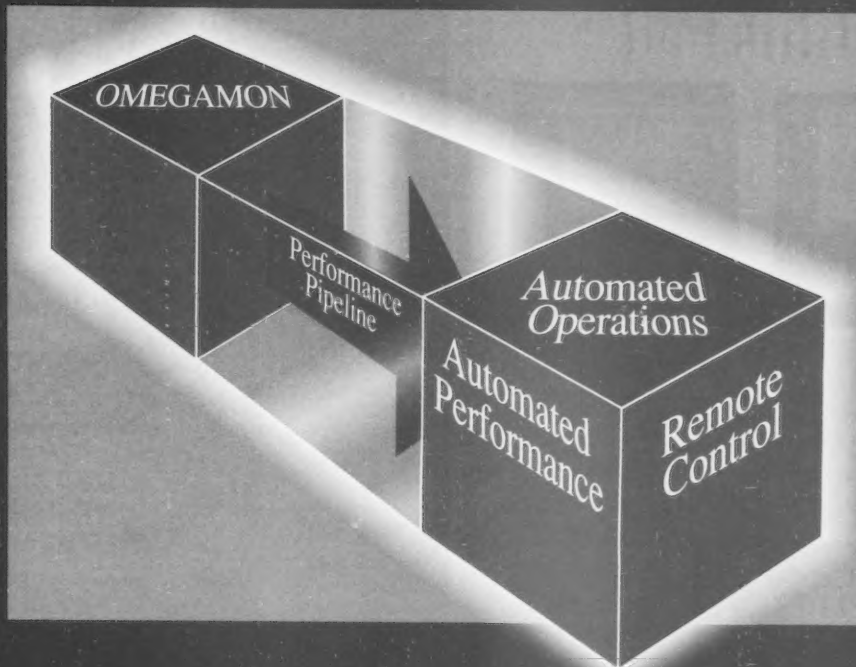 OMEGAMON
Performance
Pipeline
Automated
Operations
Automated
Performance
Remote
Control